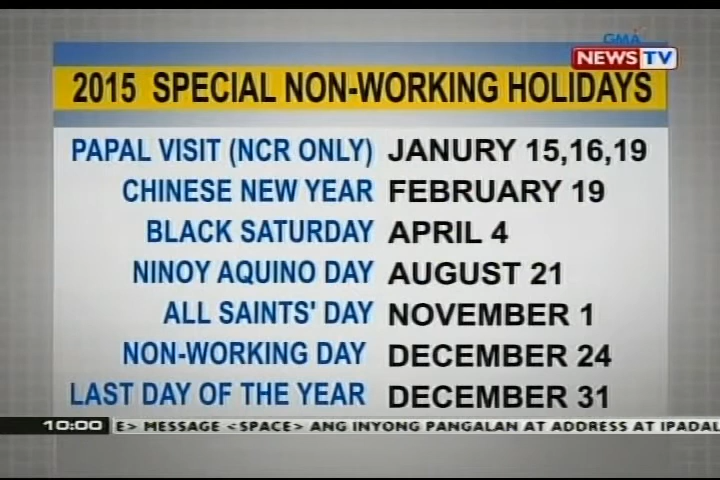 GMA
NEWS TV
2015 SPECIAL NON-WORKING HOLIDAYS
PAPAL VISIT (NCR ONLY) JANURY 15,16,19
CHINESE NEW YEAR FEBRUARY 19
BLACK SATURDAY APRIL 4
NINOY AQUINO DAY AUGUST 21
ALL SAINTS' DAY NOVEMBER 1
NON-WORKING DAY DECEMBER 24
LAST DAY OF THE YEAR DECEMBER 31
10:00 E> MESSAGE <SPACE> ANG INYONG PANGALAN AT ADDRESS AT IPADAL